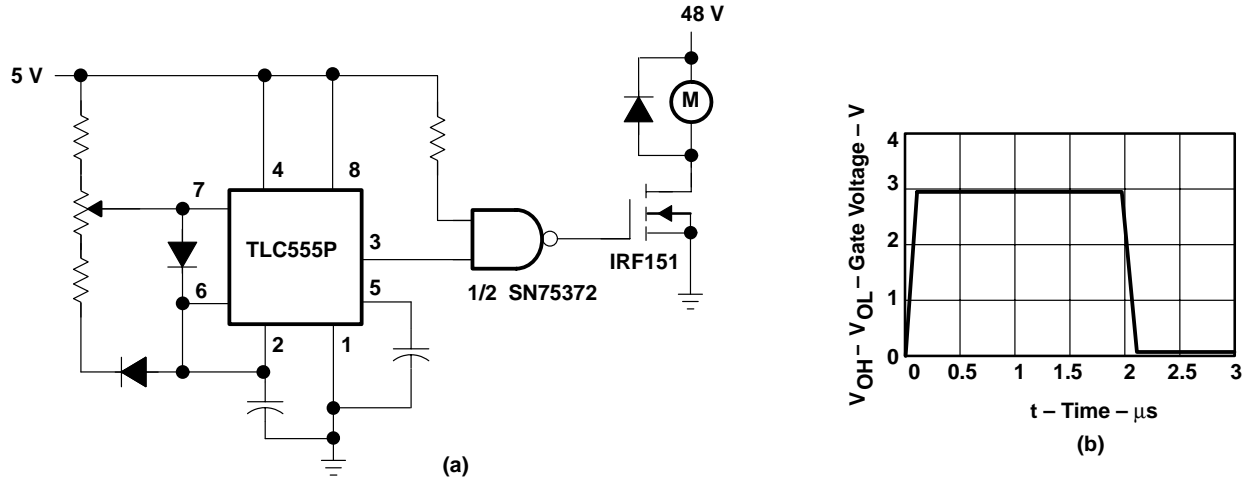 48 V
5 V
M
4
8
7
TLC555P
3
6
5
IRF151
1/2 SN75372
2
1
(a)
VOH – VOL – Gate Voltage – V
4
3
2
1
0
0 0.5 1 1.5 2 2.5 3
t – Time – μs
(b)